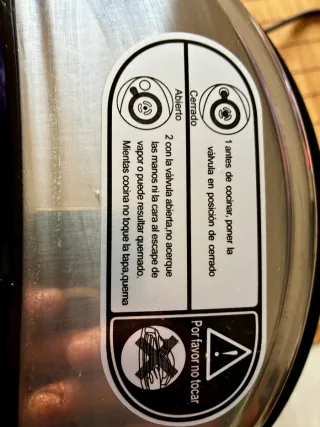 Cerrado
1 antes de cocinar, poner la
válvula en posición de cerrado
Abierto
2 con la válvula abierta,no acerque
las manos ni la cara al escape de
vapor o puede resultar quemado.
Mientas cocina no toque la tapa,quema
Por favor no tocar